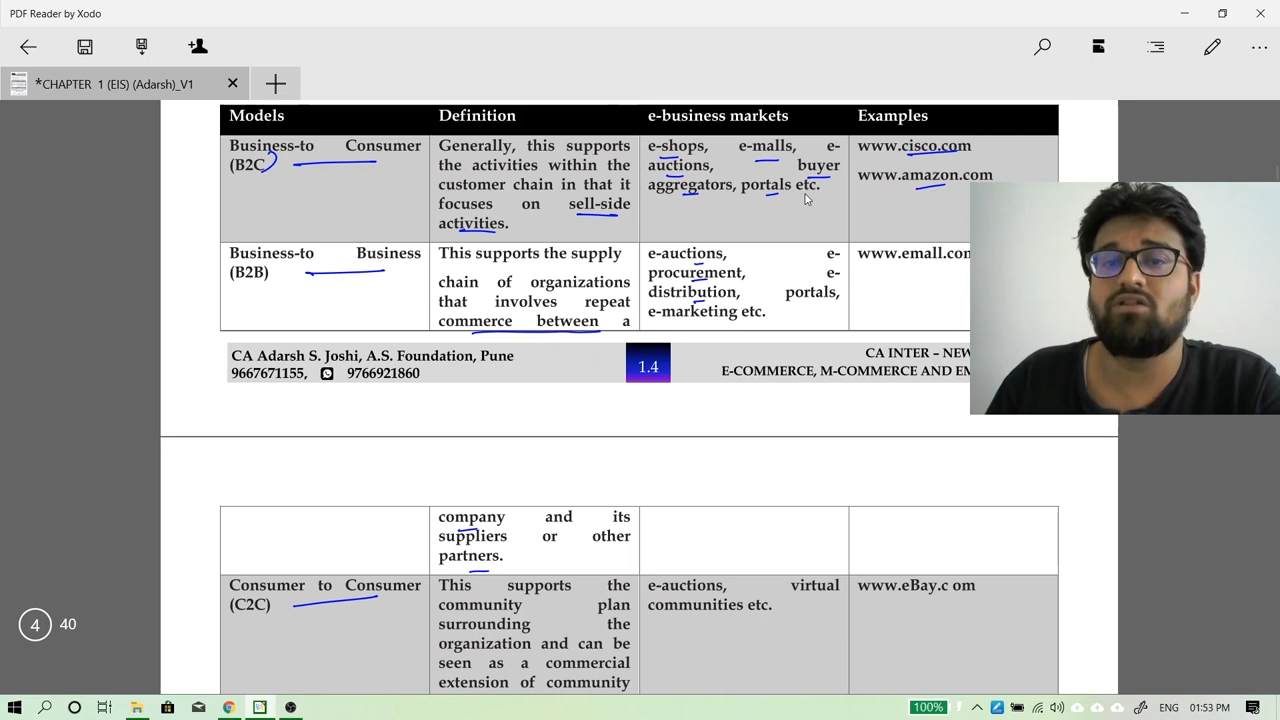 PDF Reader by Xodo
*CHAPTER 1 (EIS) (Adarsh)_V1
Models Definition e-business markets Examples
Business-to Consumer
(B2C)
Generally, this supports
the activities within the
customer chain in that it
focuses on sell-side
activities.
e-shops, e-malls, e-
auctions, buyer
aggregators, portals etc.
www.cisco.com
www.amazon.com
Business-to Business
(B2B)
This supports the supply
chain of organizations
that involves repeat
commerce between a
e-auctions, e-
procurement, e-
distribution, portals,
e-marketing etc.
www.emall.com
CA Adarsh S. Joshi, A.S. Foundation, Pune
9667671155, 9766921860
1.4
CA INTER – NEW
E-COMMERCE, M-COMMERCE AND EM
company and its
suppliers or other
partners.
Consumer to Consumer
(C2C)
This supports the
community plan
surrounding the
organization and can be
seen as a commercial
extension of community
e-auctions, virtual
communities etc.
www.eBay.c om
4 40
100% ENG 01:53 PM